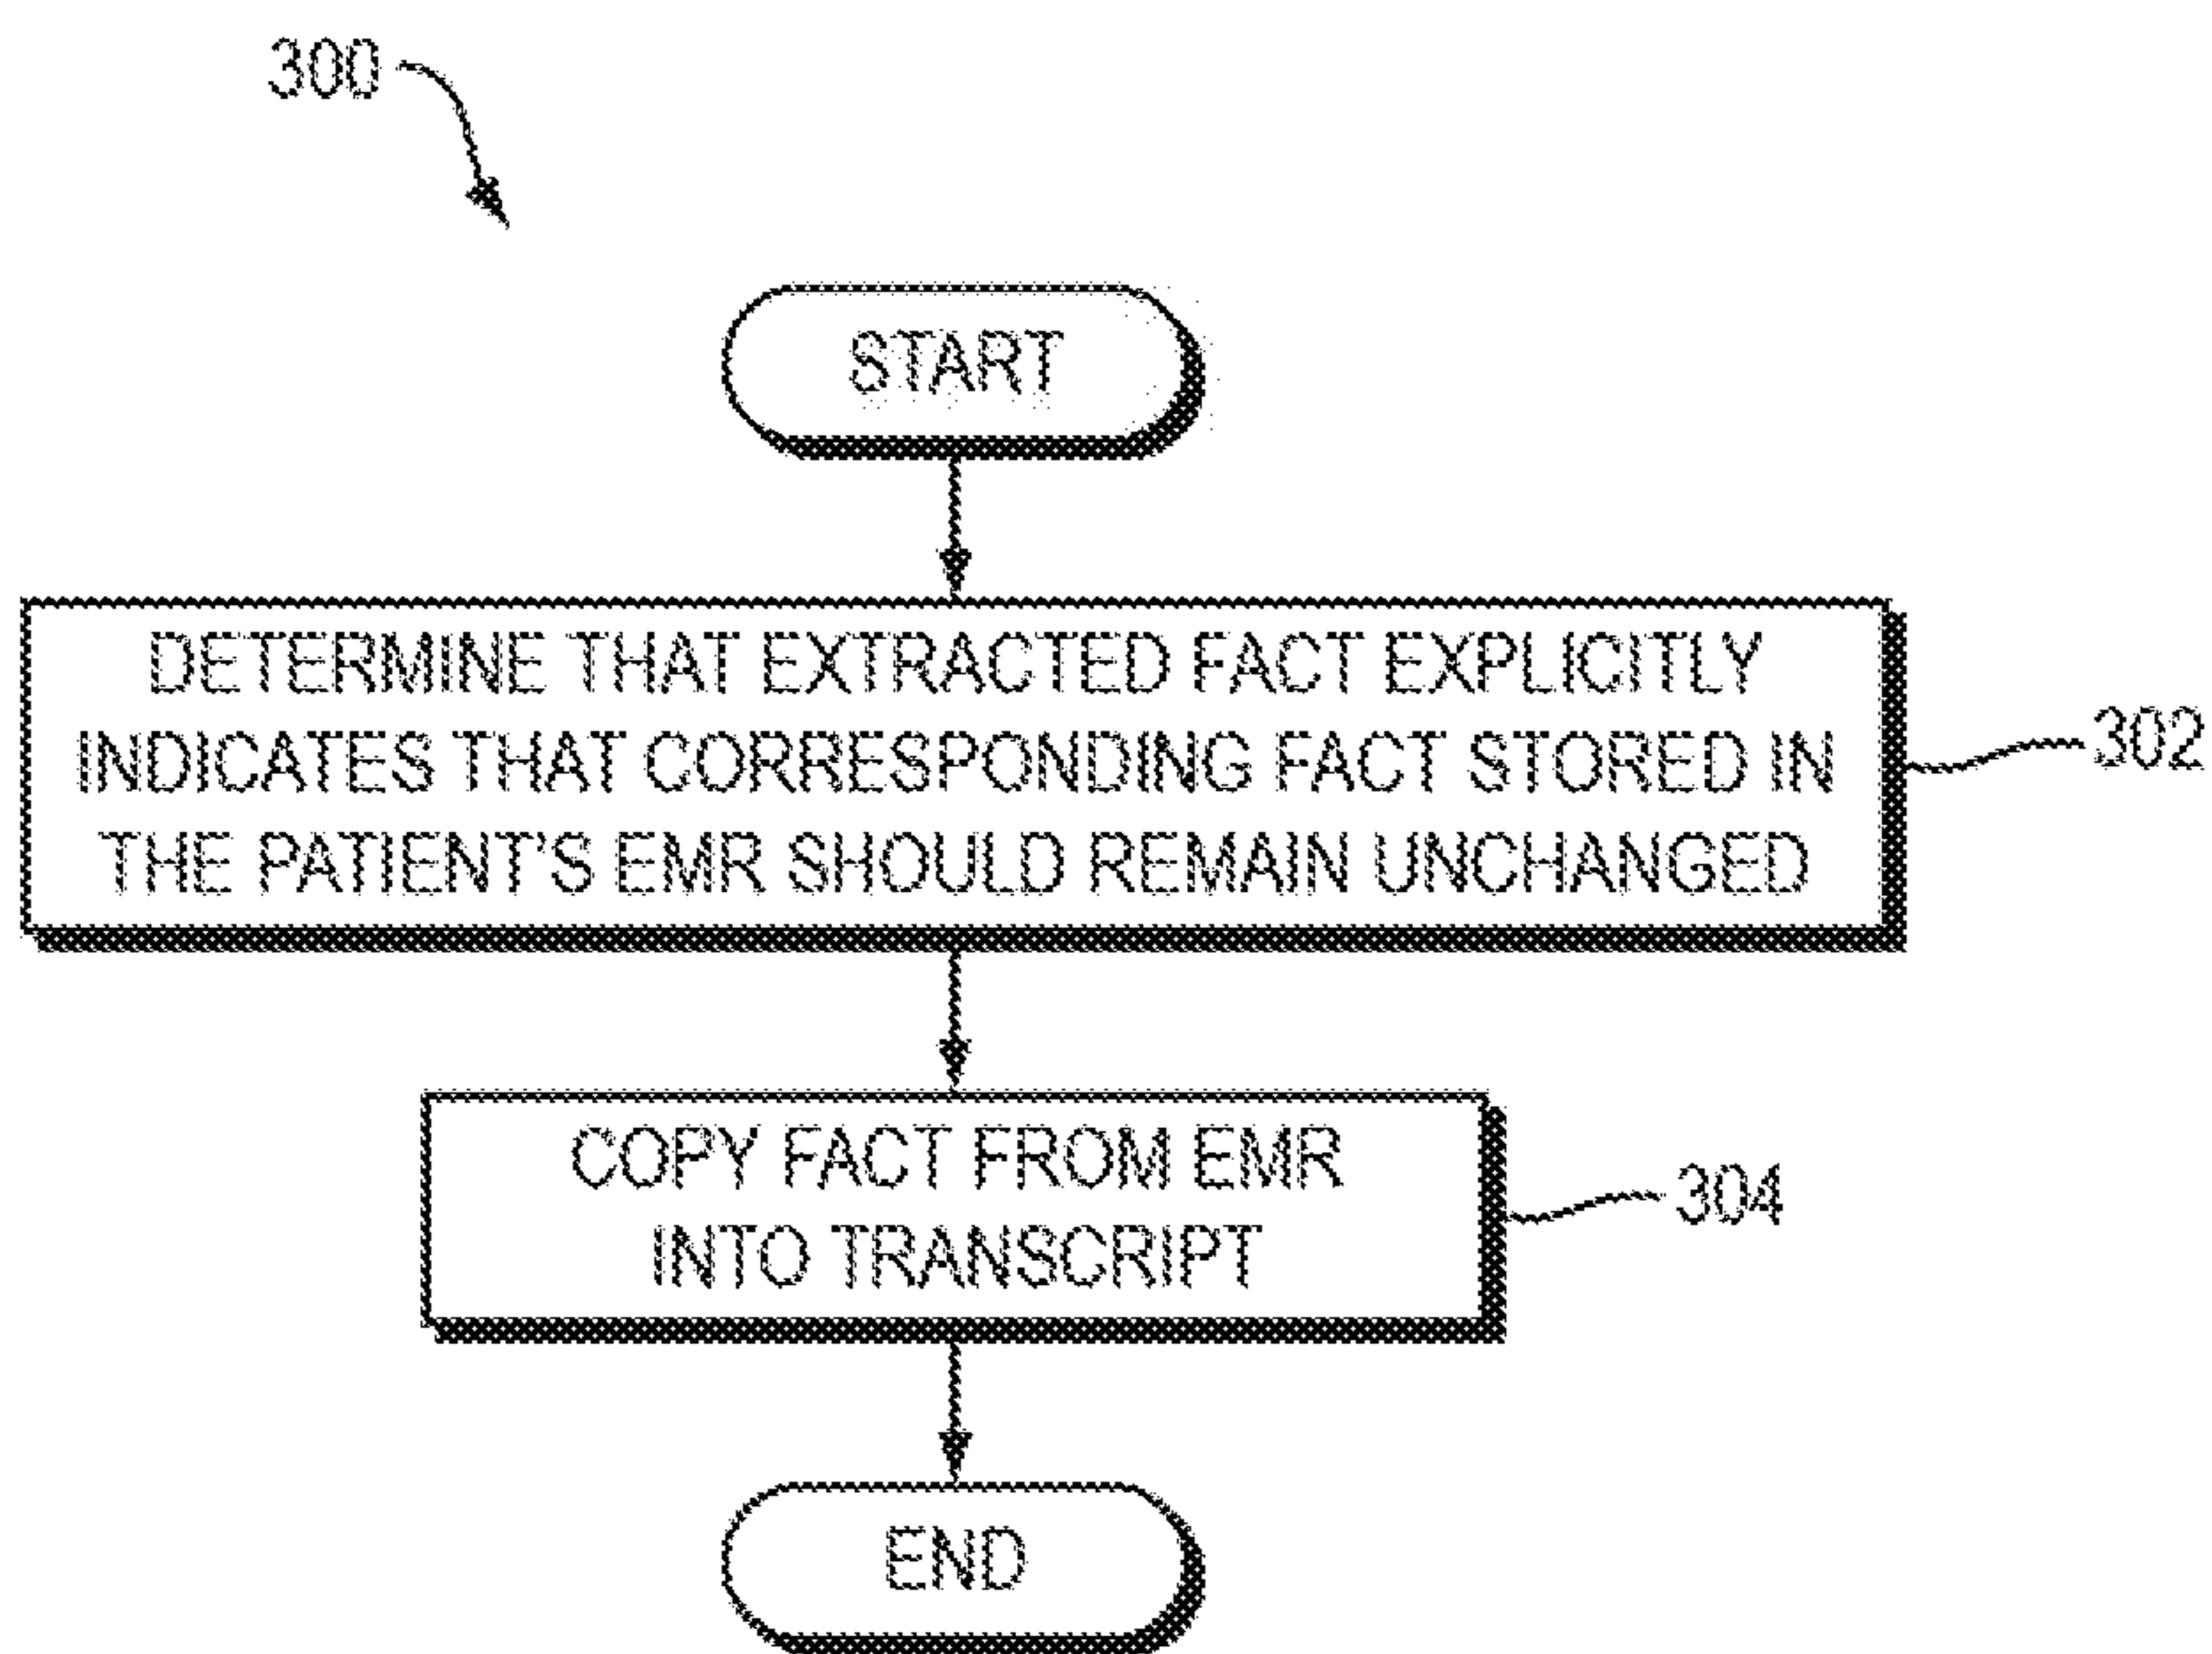 300
START
DETERMINE THAT EXTRACTED FACT EXPLICITLY
INDICATES THAT CORRESPONDING FACT STORED IN
THE PATIENT'S EMR SHOULD REMAIN UNCHANGED
302
COPY FACT FROM EMR
INTO TRANSCRIPT
304
END